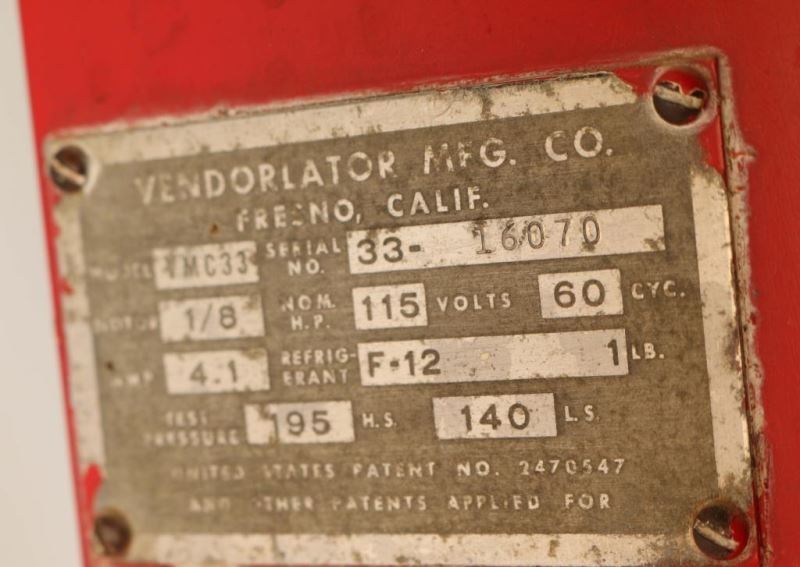 VENDORLATOR MFG. CO.
FRESNO, CALIF.
MODEL VMC33 SERIAL NO. 33- 16070
MOTOR 1/8 NOM. H.P. 115 VOLTS 60 CYC.
AMP 4.1 REFRIG-ERANT F-12 1 LB.
TEST PRESSURE 195 H.S. 140 L.S.
UNITED STATES PATENT NO. 2470547
AND OTHER PATENTS APPLIED FOR